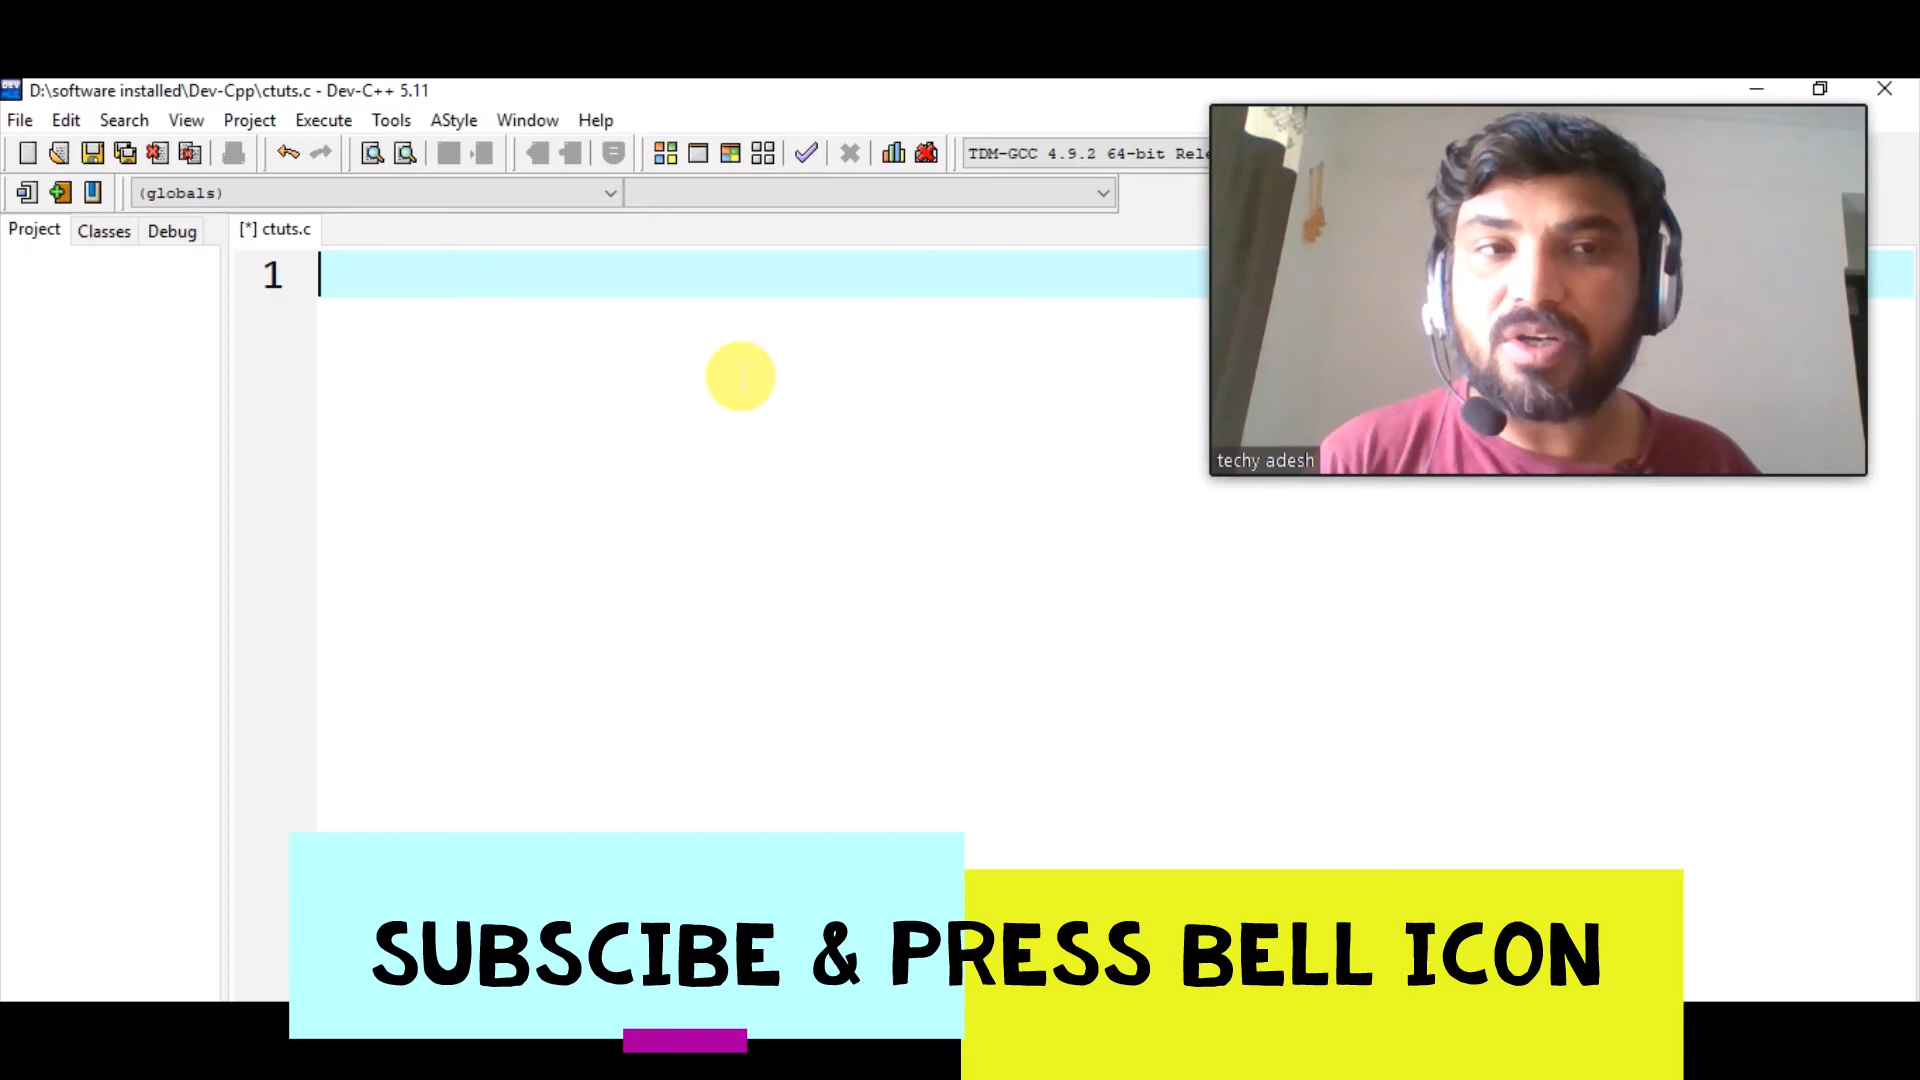 D:\software installed\Dev-Cpp\ctuts.c - Dev-C++ 5.11
File Edit Search View Project Execute Tools AStyle Window Help
TDM-GCC 4.9.2 64-bit Rele
(globals)
Project Classes Debug [*] ctuts.c
1
techy adesh
SUBSCIBE & PRESS BELL ICON